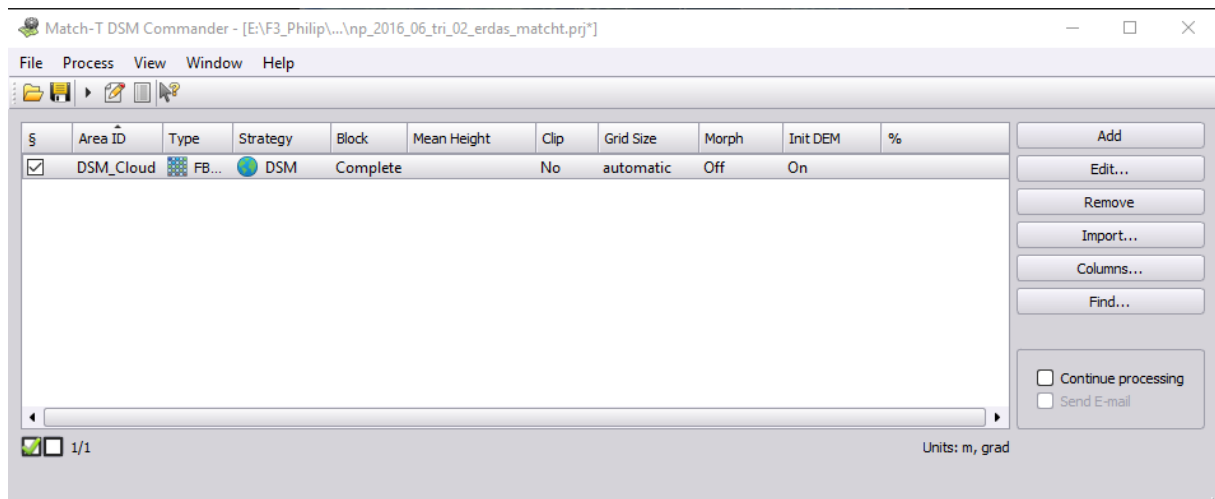 Match-T DSM Commander - [E:\F3_Philip\...\np_2016_06_tri_02_erdas_matcht.prj*]
File Process View Window Help
§ Area ID Type Strategy Block Mean Height Clip Grid Size Morph Init DEM %
DSM_Cloud FB... DSM Complete No automatic Off On
Add
Edit...
Remove
Import...
Columns...
Find...
Continue processing
Send E-mail
1/1
Units: m, grad